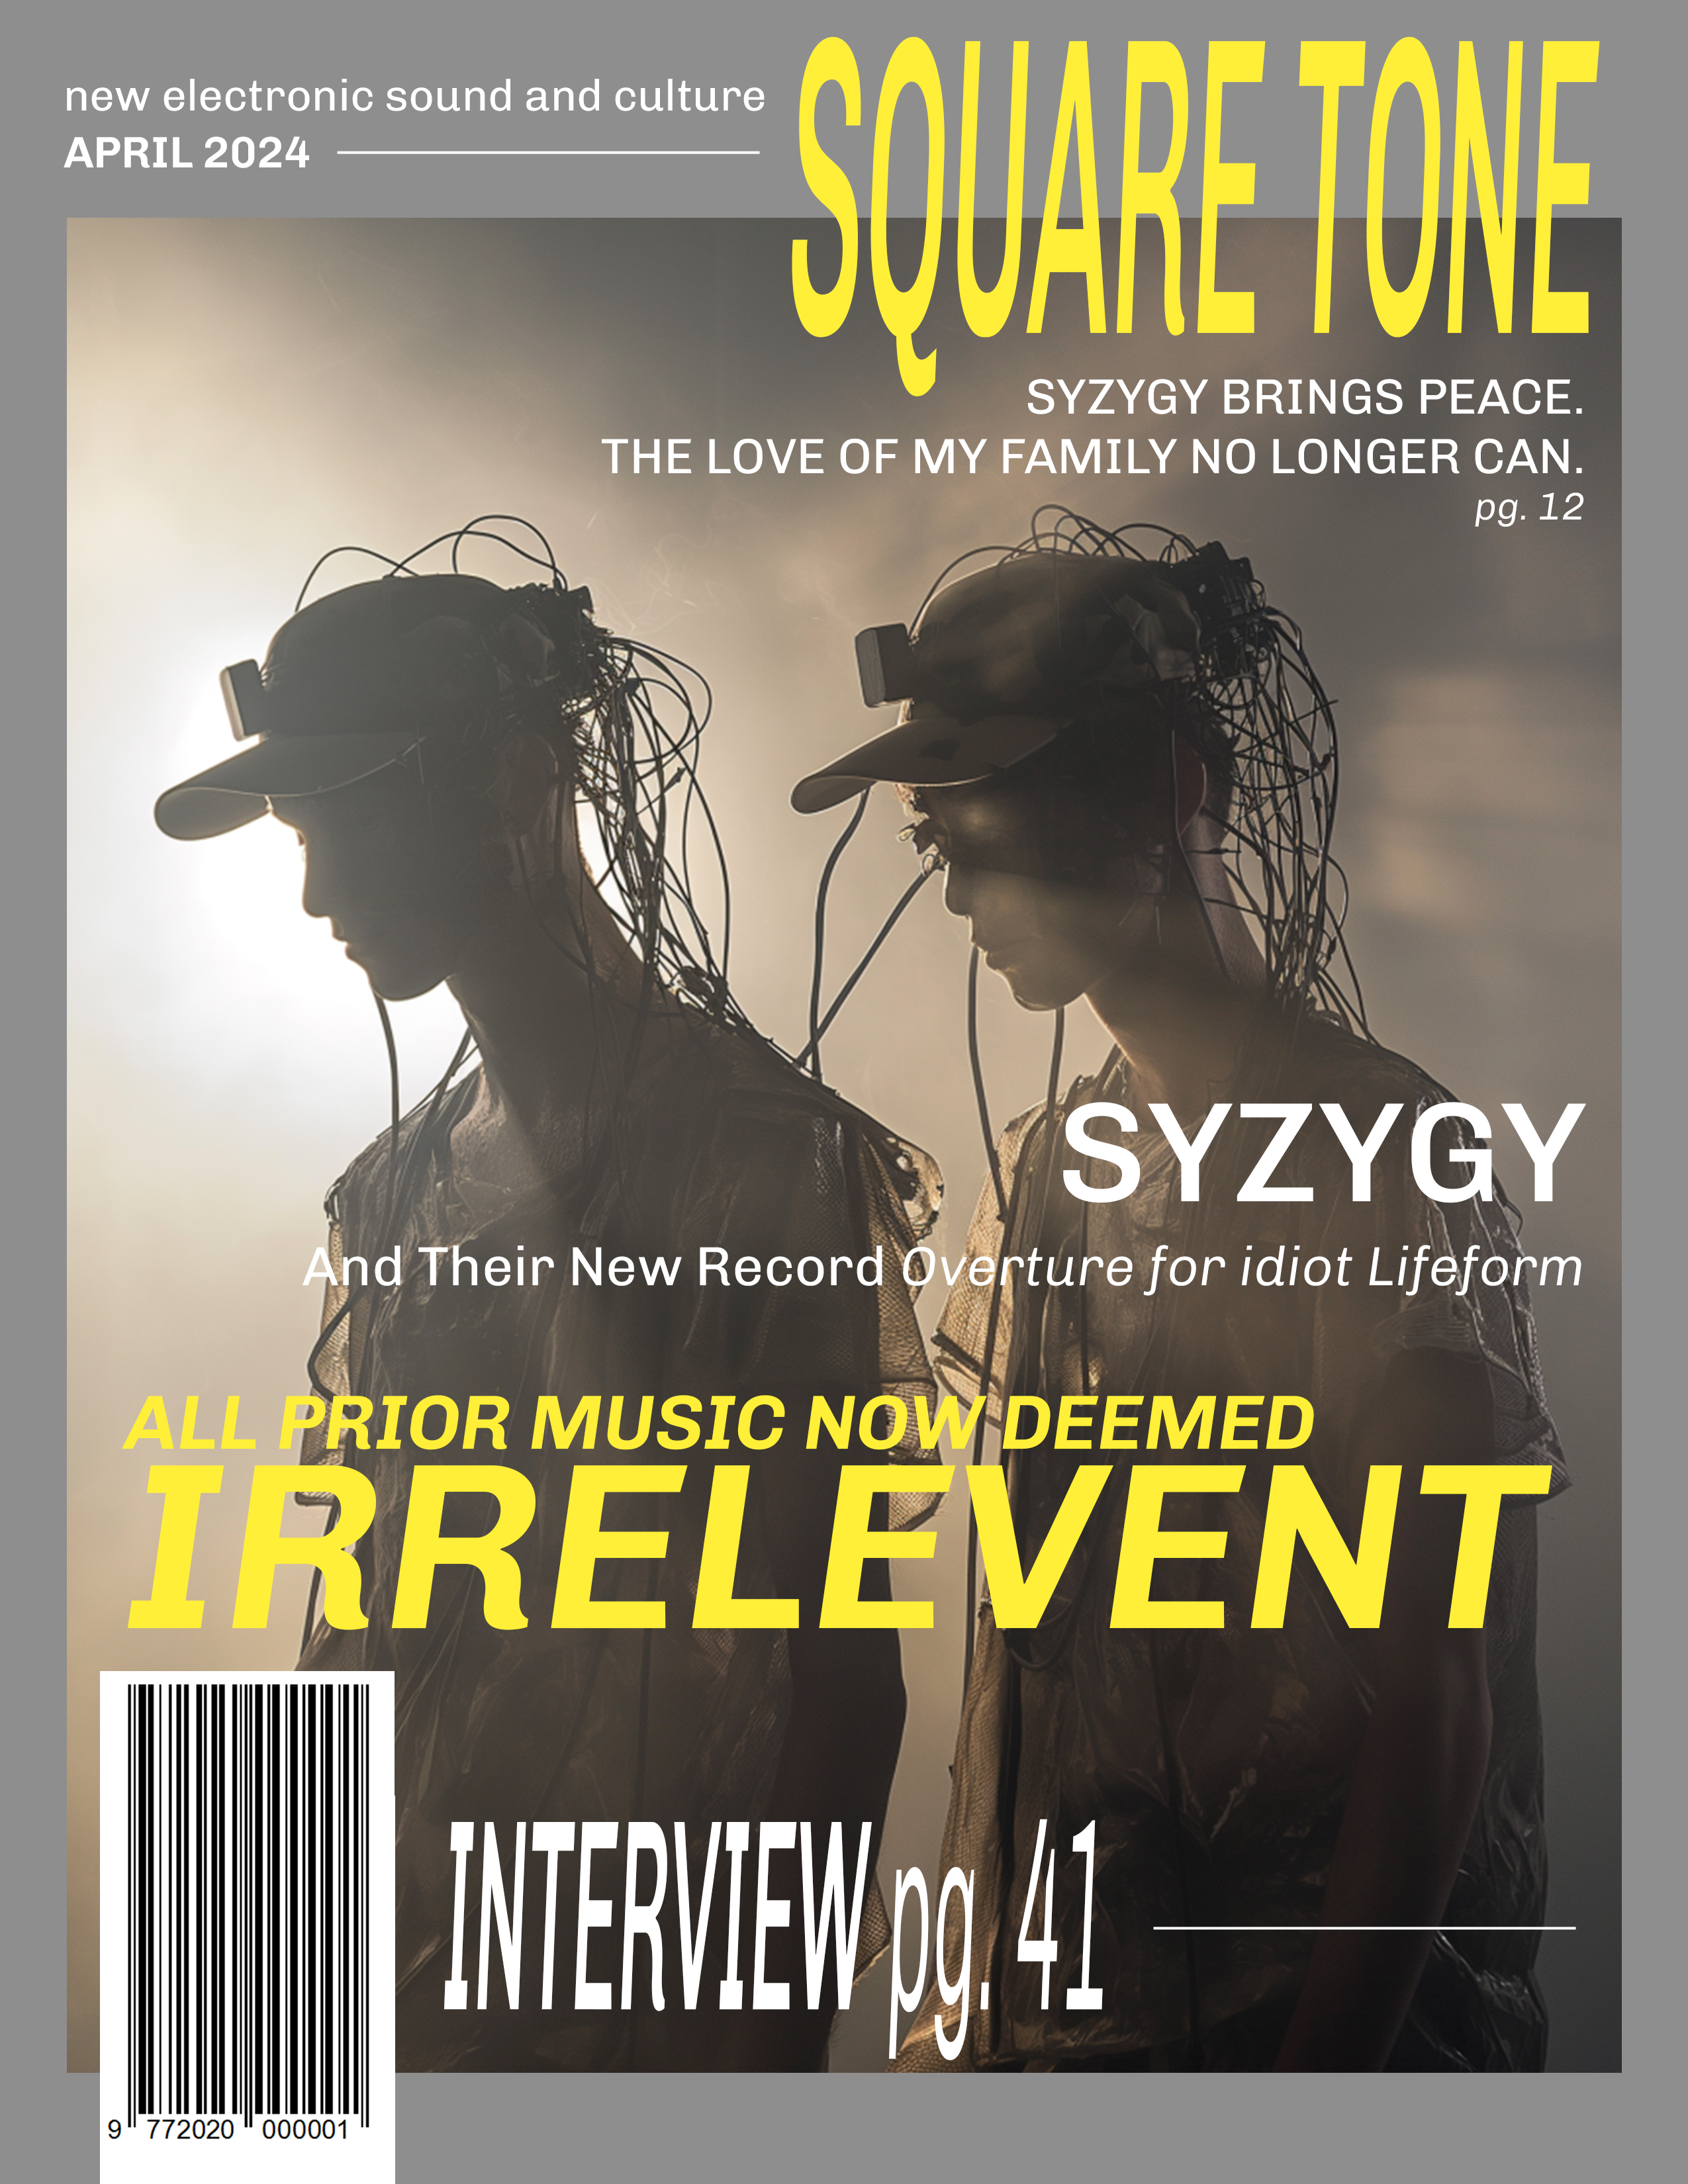 new electronic sound and culture
APRIL 2024
SQUARE TONE
SYZYGY BRINGS PEACE.
THE LOVE OF MY FAMILY NO LONGER CAN.
pg. 12
SYZYGY
And Their New Record Overture for idiot Lifeform
ALL PRIOR MUSIC NOW DEEMED
IRRELEVENT
INTERVIEW pg. 41
9 772020 000001